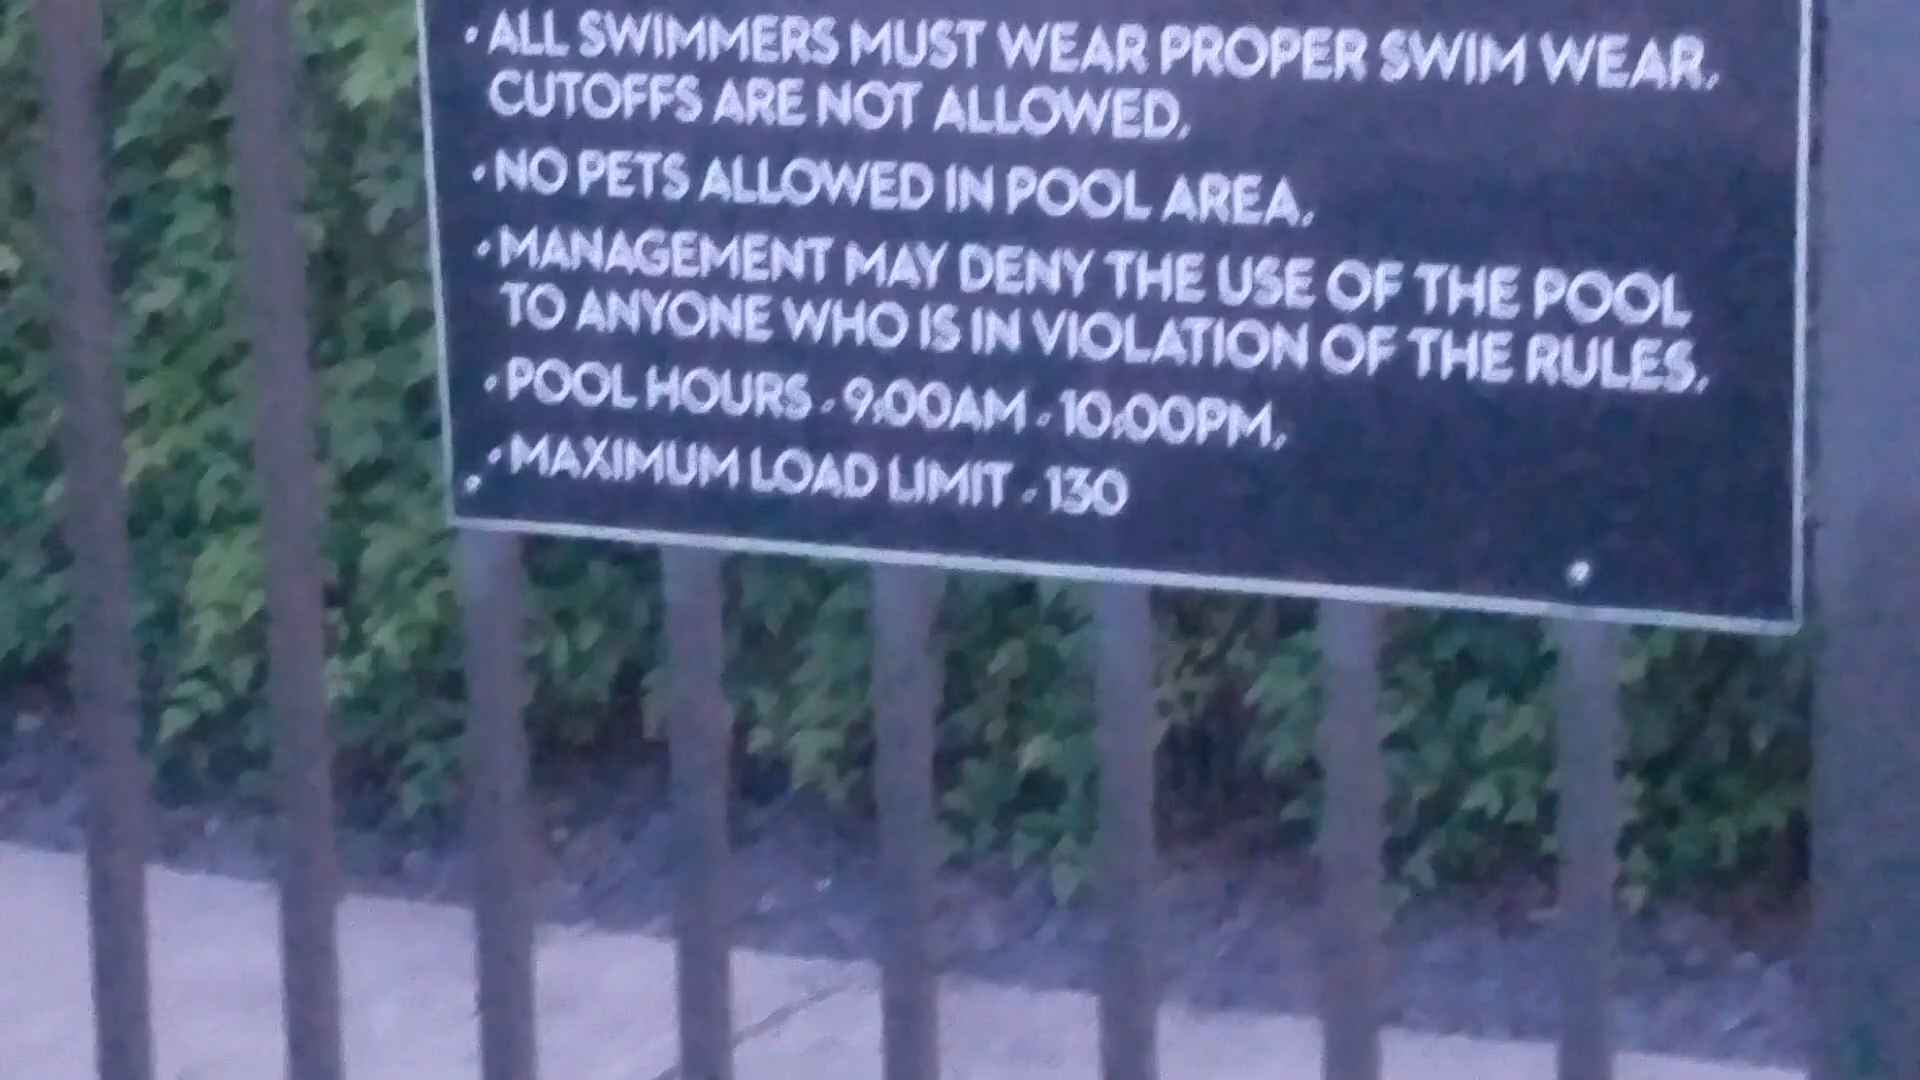 • ALL SWIMMERS MUST WEAR PROPER SWIM WEAR.
CUTOFFS ARE NOT ALLOWED.
• NO PETS ALLOWED IN POOL AREA.
• MANAGEMENT MAY DENY THE USE OF THE POOL
TO ANYONE WHO IS IN VIOLATION OF THE RULES.
• POOL HOURS - 9:00AM - 10:00PM.
• MAXIMUM LOAD LIMIT - 130